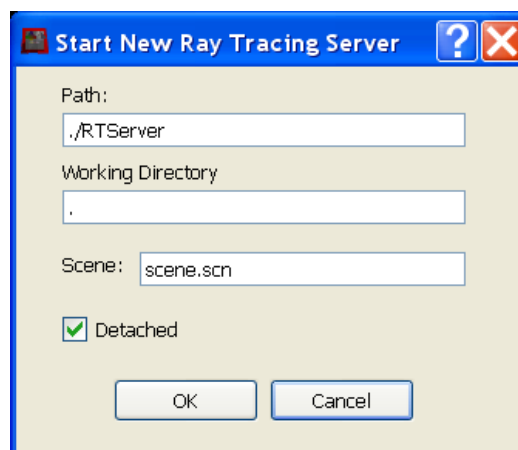 Start New Ray Tracing Server
Path:
./RTServer
Working Directory
.
Scene: scene.scn
Detached
OK Cancel